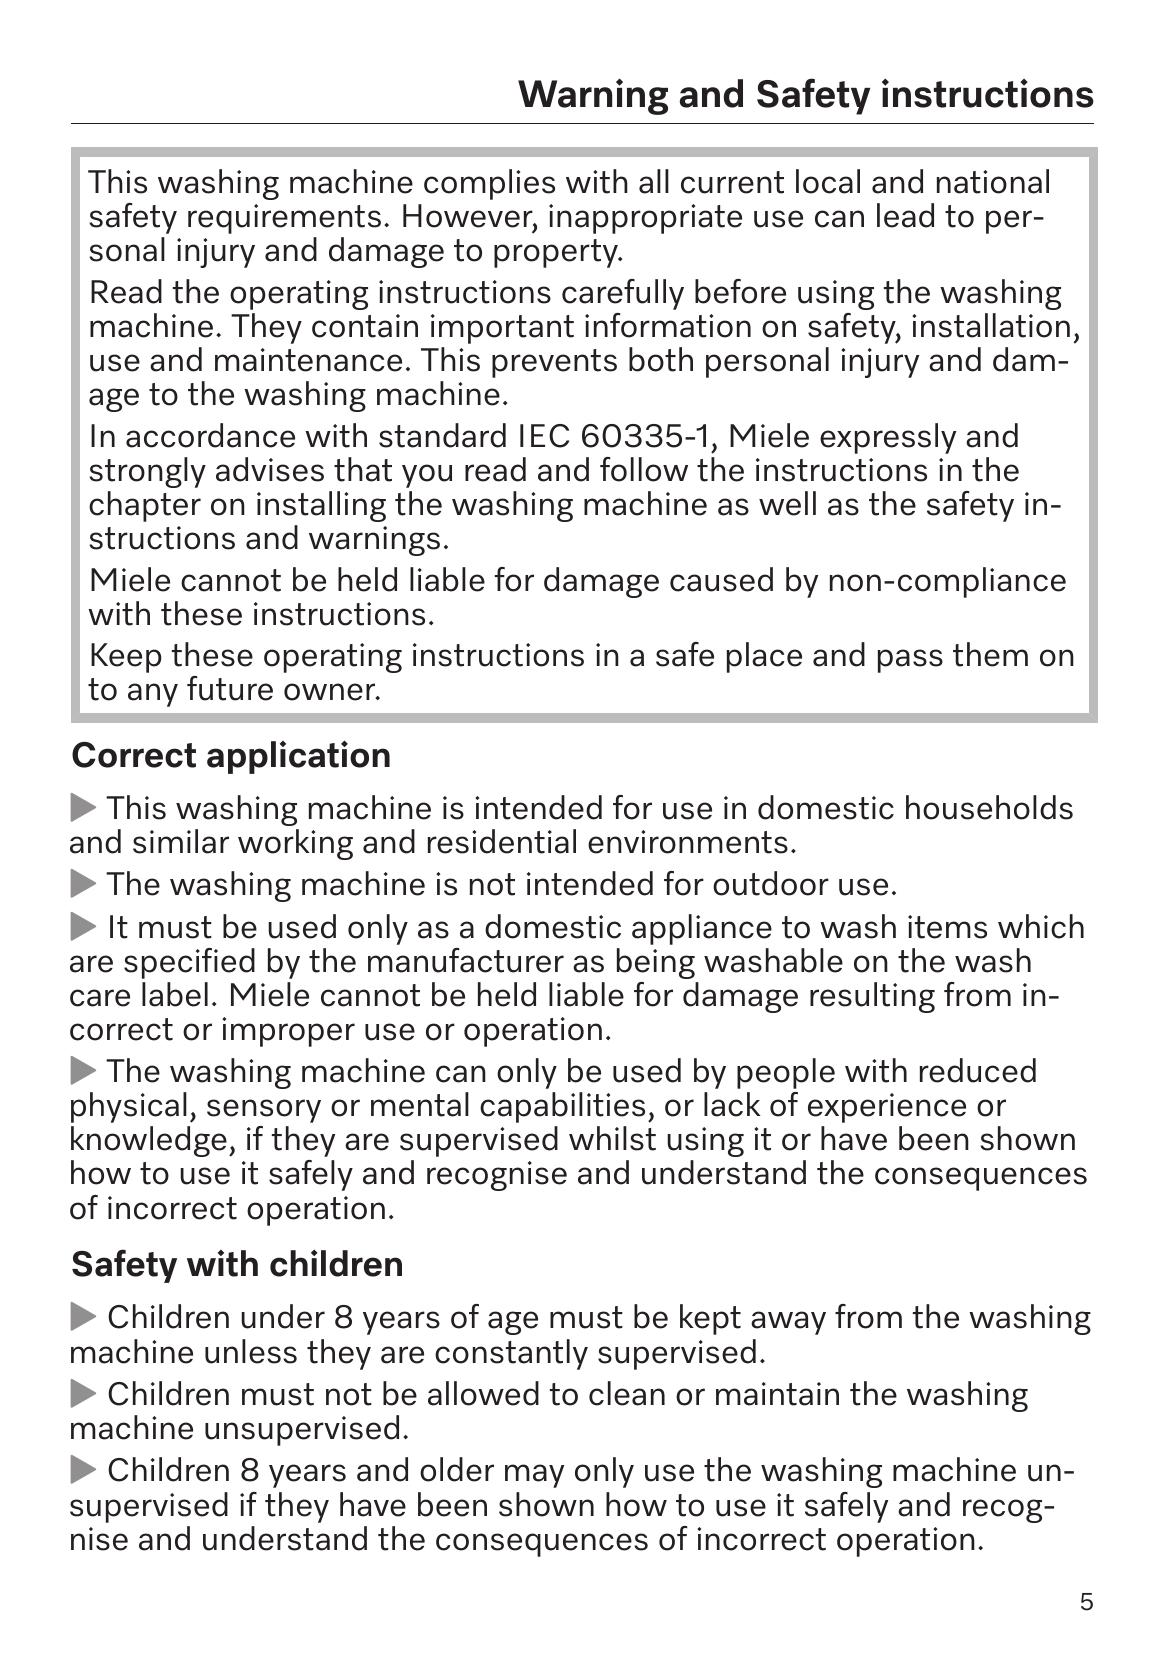 Warning and Safety instructions
This washing machine complies with all current local and national
safety requirements. However, inappropriate use can lead to per-
sonal injury and damage to property.
Read the operating instructions carefully before using the washing
machine. They contain important information on safety, installation,
use and maintenance. This prevents both personal injury and dam-
age to the washing machine.
In accordance with standard IEC 60335-1, Miele expressly and
strongly advises that you read and follow the instructions in the
chapter on installing the washing machine as well as the safety in-
structions and warnings.
Miele cannot be held liable for damage caused by non-compliance
with these instructions.
Keep these operating instructions in a safe place and pass them on
to any future owner.
Correct application
▶ This washing machine is intended for use in domestic households
and similar working and residential environments.
▶ The washing machine is not intended for outdoor use.
▶ It must be used only as a domestic appliance to wash items which
are specified by the manufacturer as being washable on the wash
care label. Miele cannot be held liable for damage resulting from in-
correct or improper use or operation.
▶ The washing machine can only be used by people with reduced
physical, sensory or mental capabilities, or lack of experience or
knowledge, if they are supervised whilst using it or have been shown
how to use it safely and recognise and understand the consequences
of incorrect operation.
Safety with children
▶ Children under 8 years of age must be kept away from the washing
machine unless they are constantly supervised.
▶ Children must not be allowed to clean or maintain the washing
machine unsupervised.
▶ Children 8 years and older may only use the washing machine un-
supervised if they have been shown how to use it safely and recog-
nise and understand the consequences of incorrect operation.
5